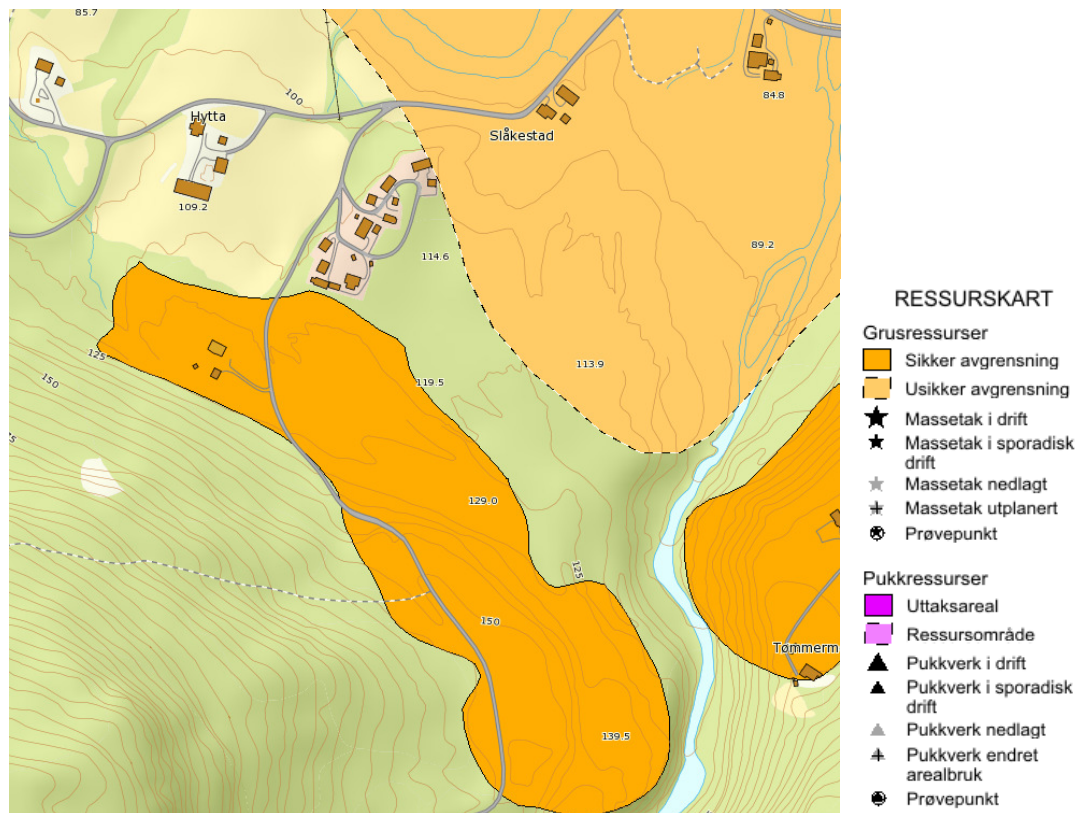 85.7
100
Hytta
109.2
Slåkestad
84.8
114.6
89.2
113.9
125
150
119.5
129.0
125
150
139.5
Tømmerm
RESSURSKART
Grusressurser
Sikker avgrensning
Usikker avgrensning
Massetak i drift
Massetak i sporadisk
drift
Massetak nedlagt
Massetak utplanert
Prøvepunkt
Pukkressurser
Uttaksareal
Ressursområde
Pukkverk i drift
Pukkverk i sporadisk
drift
Pukkverk nedlagt
Pukkverk endret
arealbruk
Prøvepunkt